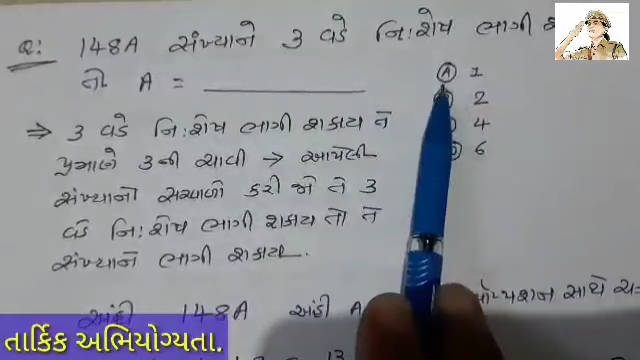 Q: 148A સંખ્યાને 3 વડે નિ:શેષ ભાગી
તો A = ________
A 1
2
4
6
⇒ 3 વડે નિ:શેષ ભાગી શકાય તે
પ્રમાણે 3ની ચાવી → આપેલી
સંખ્યાનો સરવાળો કરી જો તે 3
વડે નિ:શેષ ભાગી શકાય તો તે
સંખ્યાને ભાગી શકાય.
અહીં 148A અહીં A
સાથે
તાર્કિક અભિયોગ્યતા.